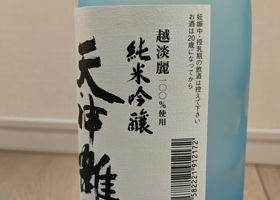 妊娠中・授乳期の飲酒は控えて下さい。
お酒は20歳になってから
越淡麗一〇〇%使用
純米吟醸
天神囃